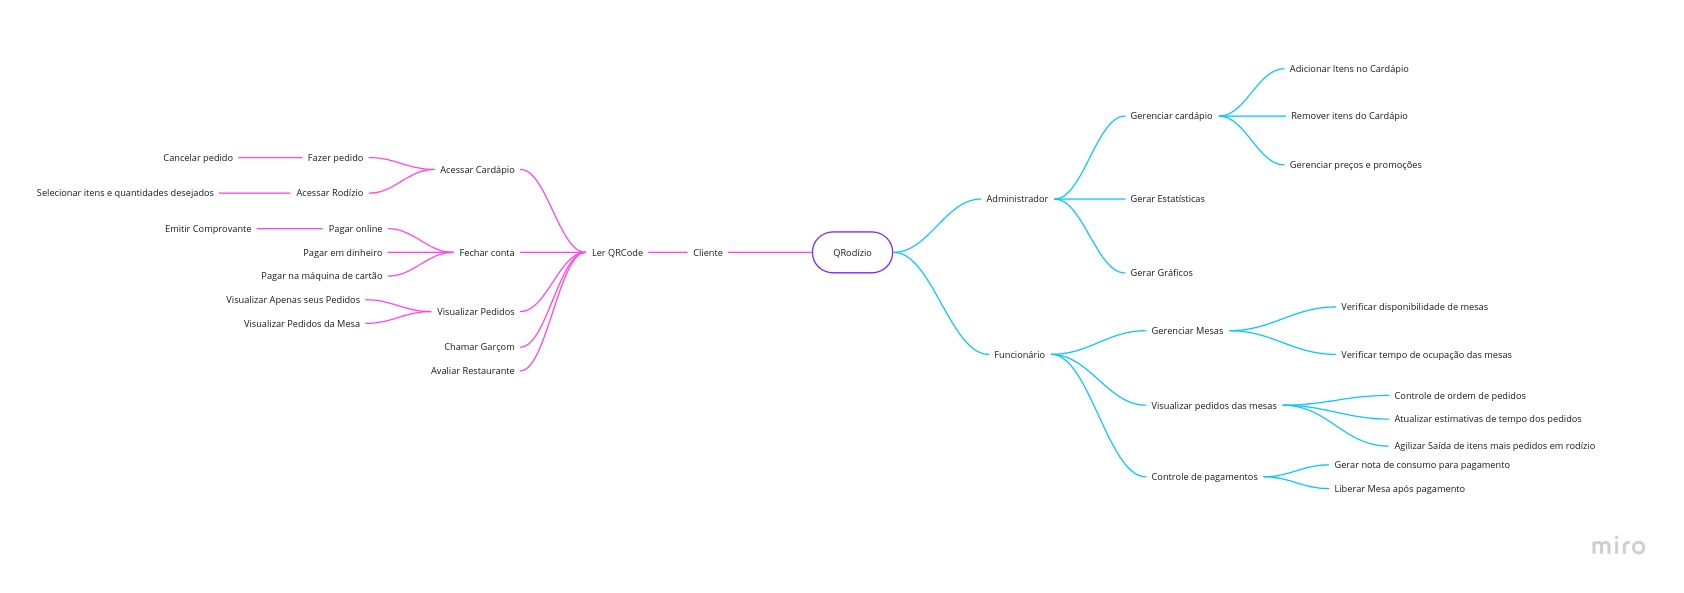 QRodízio
Cliente
Ler QRCode
Acessar Cardápio
Fazer pedido
Cancelar pedido
Acessar Rodízio
Selecionar itens e quantidades desejados
Fechar conta
Pagar online
Emitir Comprovante
Pagar em dinheiro
Pagar na máquina de cartão
Visualizar Pedidos
Visualizar Apenas seus Pedidos
Visualizar Pedidos da Mesa
Chamar Garçom
Avaliar Restaurante
Administrador
Gerenciar cardápio
Adicionar Itens no Cardápio
Remover itens do Cardápio
Gerenciar preços e promoções
Gerar Estatísticas
Gerar Gráficos
Funcionário
Gerenciar Mesas
Verificar disponibilidade de mesas
Verificar tempo de ocupação das mesas
Visualizar pedidos das mesas
Controle de ordem de pedidos
Atualizar estimativas de tempo dos pedidos
Agilizar Saída de itens mais pedidos em rodízio
Controle de pagamentos
Gerar nota de consumo para pagamento
Liberar Mesa após pagamento
miro